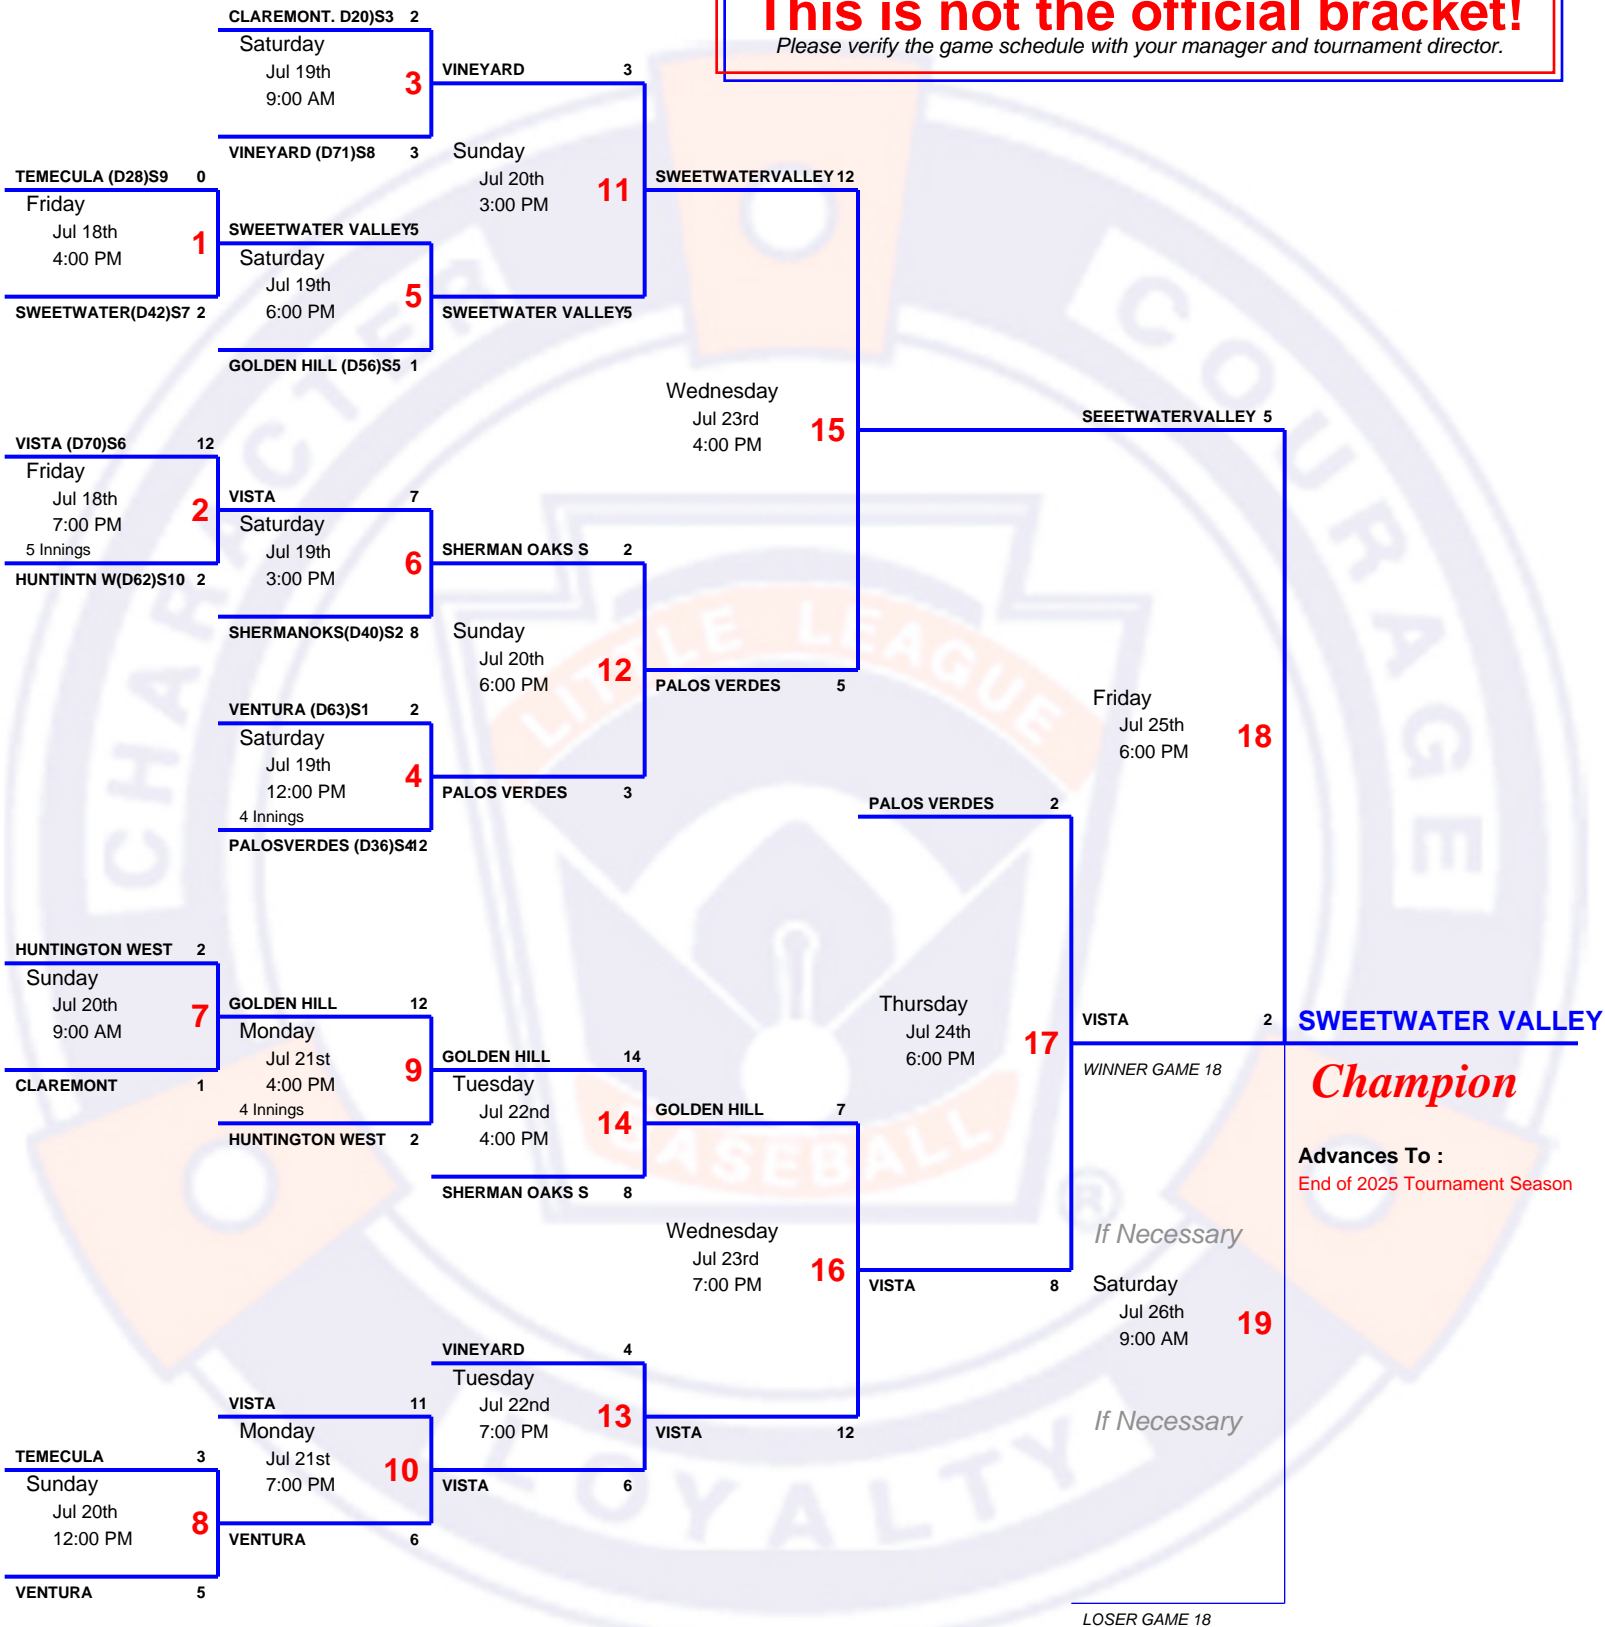 This is not the official bracket!
Please verify the game schedule with your manager and tournament director.
CLAREMONT. D20)S3 2
Saturday
Jul 19th
9:00 AM
3
VINEYARD (D71)S8 3
VINEYARD 3
Sunday
Jul 20th
3:00 PM
11
TEMECULA (D28)S9 0
Friday
Jul 18th
4:00 PM
1
SWEETWATER(D42)S7 2
SWEETWATER VALLEY5
Saturday
Jul 19th
6:00 PM
5
GOLDEN HILL (D56)S5 1
SWEETWATER VALLEY5
SWEETWATERVALLEY 12
Wednesday
Jul 23rd
4:00 PM
15
SEEETWATERVALLEY 5
VISTA (D70)S6 12
Friday
Jul 18th
7:00 PM
5 Innings
2
HUNTINTN W(D62)S10 2
VISTA 7
Saturday
Jul 19th
3:00 PM
6
SHERMANOKS(D40)S2 8
SHERMAN OAKS S 2
Sunday
Jul 20th
6:00 PM
12
PALOS VERDES 5
VENTURA (D63)S1 2
Saturday
Jul 19th
12:00 PM
4 Innings
4
PALOSVERDES (D36)S412
PALOS VERDES 3
Friday
Jul 25th
6:00 PM
18
PALOS VERDES 2
HUNTINGTON WEST 2
Sunday
Jul 20th
9:00 AM
7
CLAREMONT 1
GOLDEN HILL 12
Monday
Jul 21st
4:00 PM
4 Innings
9
HUNTINGTON WEST 2
GOLDEN HILL 14
Tuesday
Jul 22nd
4:00 PM
14
SHERMAN OAKS S 8
GOLDEN HILL 7
Wednesday
Jul 23rd
7:00 PM
16
Thursday
Jul 24th
6:00 PM
17
VISTA 8
VISTA 2
WINNER GAME 18
SWEETWATER VALLEY
Champion
Advances To :
End of 2025 Tournament Season
If Necessary
Saturday
Jul 26th
9:00 AM
19
If Necessary
VINEYARD 4
Tuesday
Jul 22nd
7:00 PM
13
VISTA 12
VISTA 11
Monday
Jul 21st
7:00 PM
10
VISTA 6
TEMECULA 3
Sunday
Jul 20th
12:00 PM
8
VENTURA 6
VENTURA 5
LOSER GAME 18
CHARACTER
COURAGE
LOYALTY
LITTLE LEAGUE
BASEBALL
®